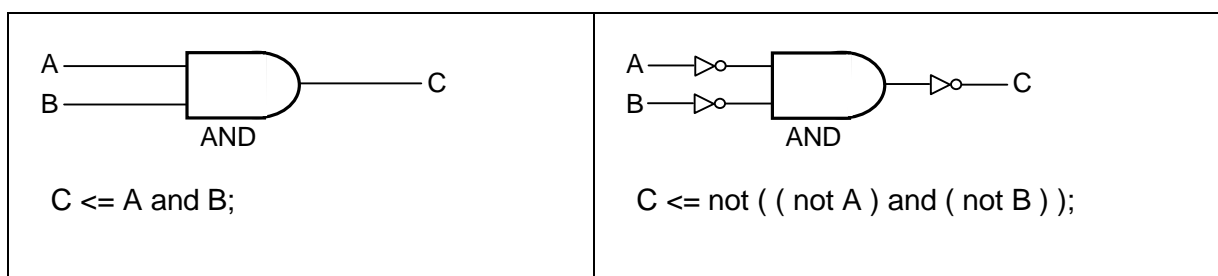 A
B
C
AND
C <= A and B;
A
B
C
AND
C <= not ( ( not A ) and ( not B ) );